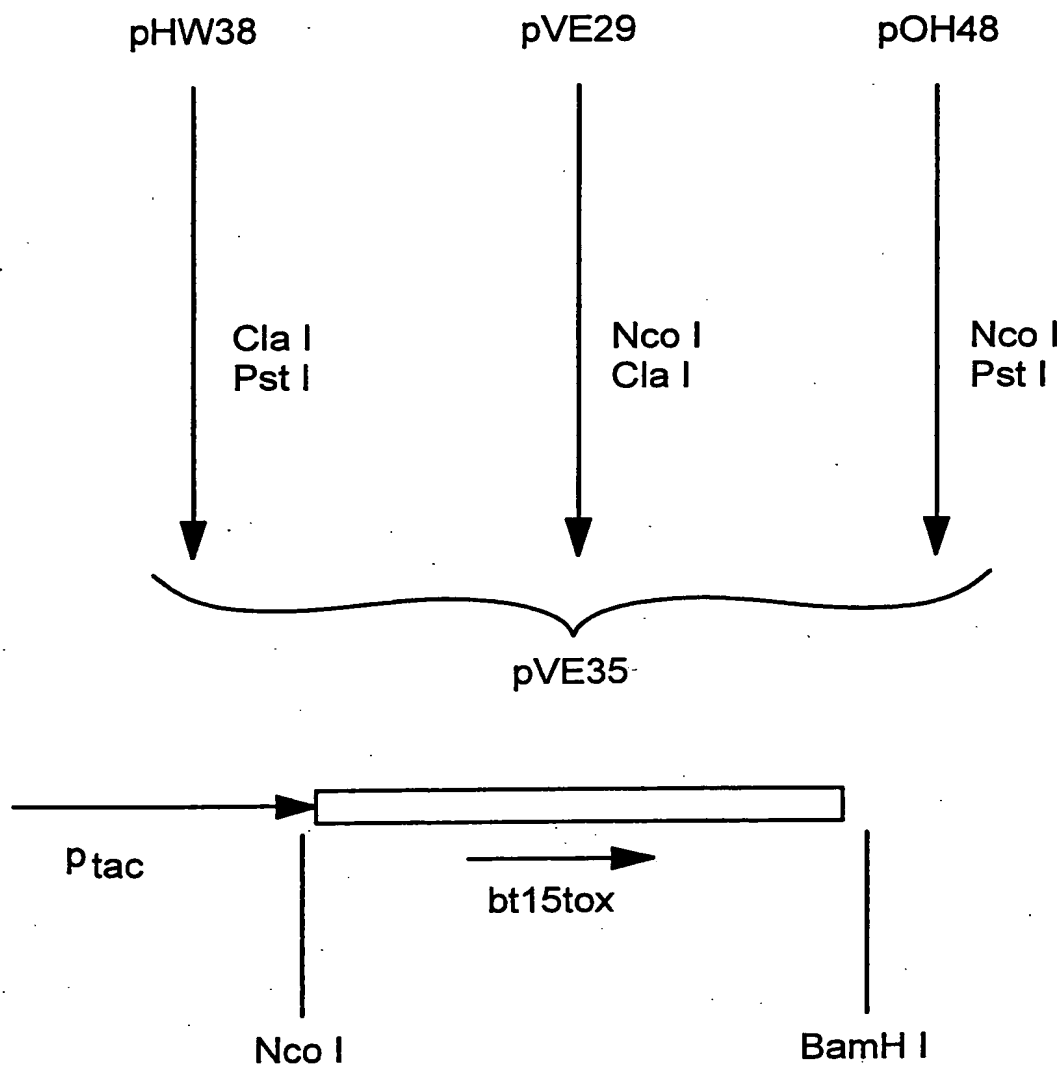 pHW38 pVE29 pOH48
Cla I
Pst I
Nco I
Cla I
Nco I
Pst I
pVE35
p tac
bt15tox
Nco I BamH I